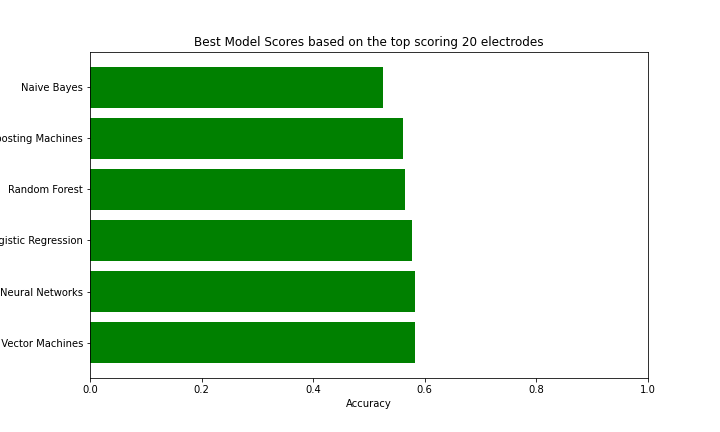 Best Model Scores based on the top scoring 20 electrodes
Naive Bayes
osting Machines
Random Forest
gistic Regression
Neural Networks
Vector Machines
0.0 0.2 0.4 0.6 0.8 1.0
Accuracy